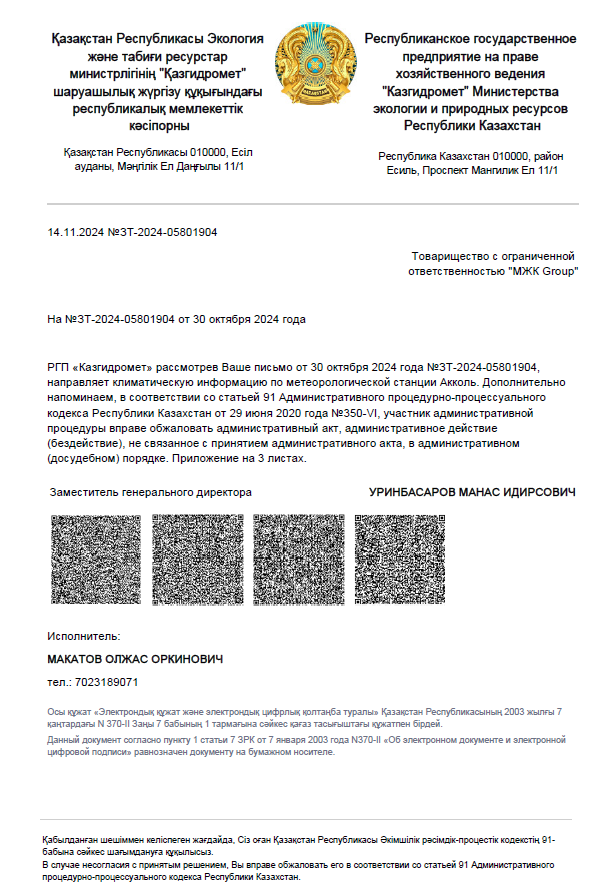 Қазақстан Республикасы Экология
және табиғи ресурстар
министрлігінің "Казгидромет"
шаруашылық жүргізу құқығындағы
республикалық мемлекеттік
кәсіпорны
Қазақстан Республикасы 010000, Есіл
ауданы, Мәңгілік Ел Даңғылы 11/1
ҚАЗАҚСТАН
Республиканское государственное
предприятие на праве
хозяйственного ведения
"Казгидромет" Министерства
экологии и природных ресурсов
Республики Казахстан
Республика Казахстан 010000, район
Есиль, Проспект Мангилик Ел 11/1
14.11.2024 №ЗТ-2024-05801904
Товарищество с ограниченной
ответственностью "МЖК Group"
На №ЗТ-2024-05801904 от 30 октября 2024 года
РГП «Казгидромет» рассмотрев Ваше письмо от 30 октября 2024 года №ЗТ-2024-05801904,
направляет климатическую информацию по метеорологической станции Акколь. Дополнительно
напоминаем, в соответствии со статьей 91 Административного процедурно-процессуального
кодекса Республики Казахстан от 29 июня 2020 года №350-VI, участник административной
процедуры вправе обжаловать административный акт, административное действие
(бездействие), не связанное с принятием административного акта, в административном
(досудебном) порядке. Приложение на 3 листах.
Заместитель генерального директора
УРИНБАСАРОВ МАНАС ИДИРСОВИЧ
Исполнитель:
МАКАТОВ ОЛЖАС ОРКИНОВИЧ
тел.: 7023189071
Осы құжат «Электрондық құжат және электрондық цифрлық қолтаңба туралы» Қазақстан Республикасының 2003 жылғы 7
қаңтардағы N 370-II Заңы 7 бабының 1 тармағына сәйкес қағаз тасығыштағы құжатпен бірдей.
Данный документ согласно пункту 1 статьи 7 ЗРК от 7 января 2003 года N370-II «Об электронном документе и электронной
цифровой подписи» равнозначен документу на бумажном носителе.
Қабылданған шешіммен келіспеген жағдайда, Сіз оған Қазақстан Республикасы Әкімшілік рәсімдік-процестік кодекстің 91-
бабына сәйкес шағымдануға құқылысыз.
В случае несогласия с принятым решением, Вы вправе обжаловать его в соответствии со статьей 91 Административного
процедурно-процессуального кодекса Республики Казахстан.